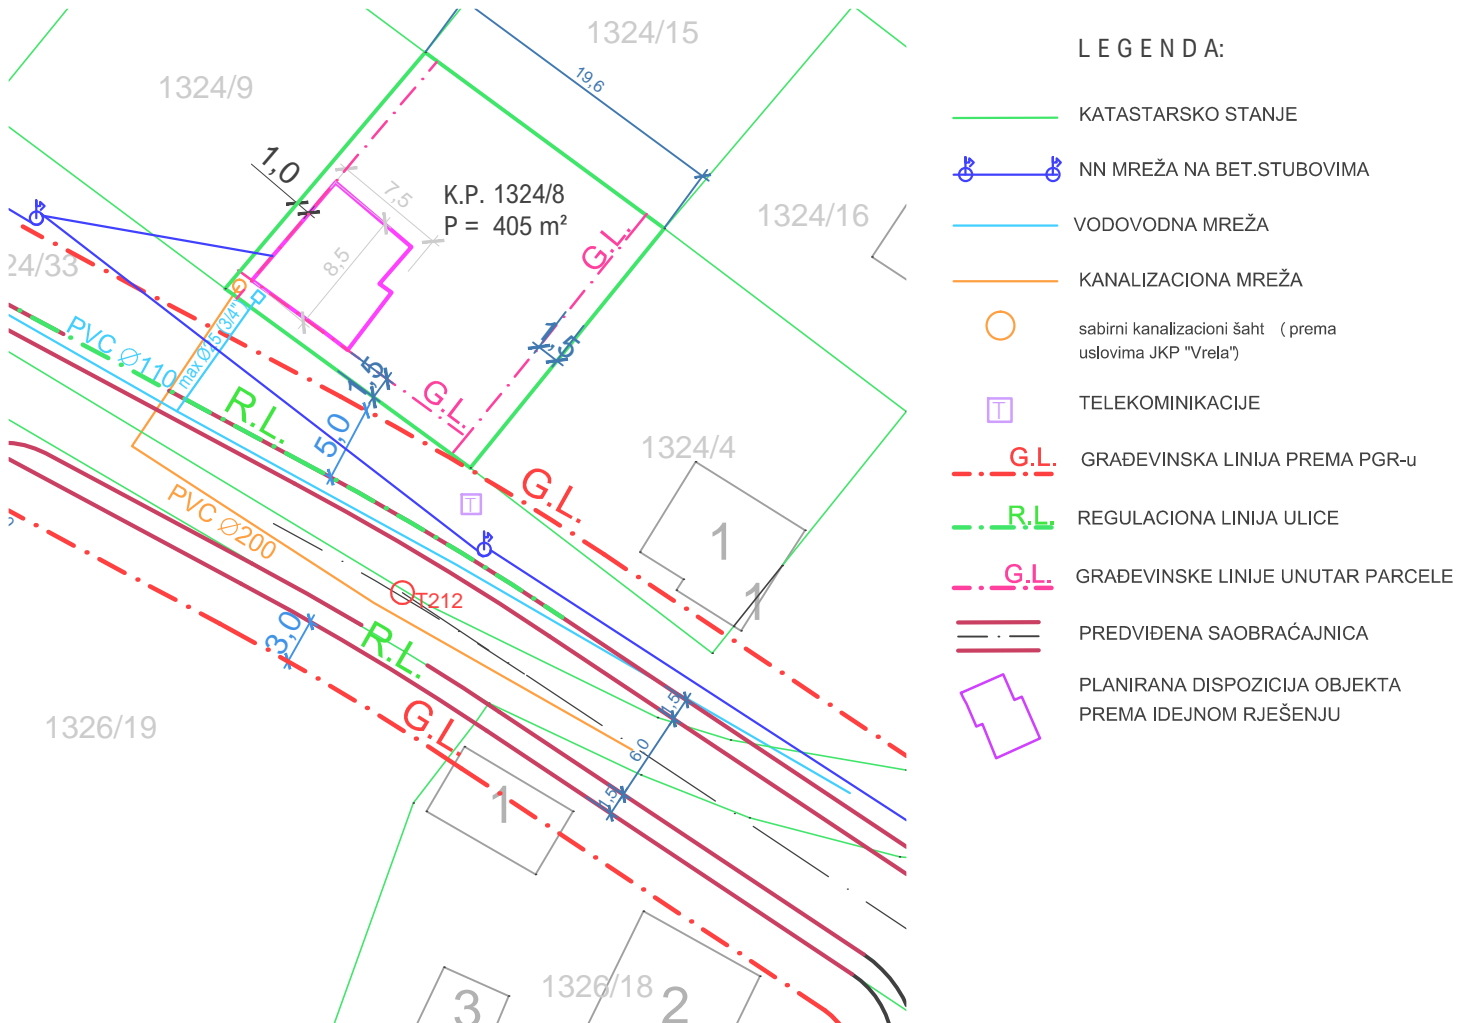 1324/15
1324/9
19,6
1,0
7,5
8,5
K.P. 1324/8
P = 405 m²
1324/16
G.L.
24/33
PVC Ø110
max Ø25(3/4")
1,5
1,5
5,0
R.L.
G.L.
G.L.
1324/4
T
1
1
PVC Ø200
T212
3,0
R.L.
G.L.
1326/19
1,5
6,0
1,5
1
1326/18
3
2
LEGENDA:
KATASTARSKO STANJE
NN MREŽA NA BET.STUBOVIMA
VODOVODNA MREŽA
KANALIZACIONA MREŽA
sabirni kanalizacioni šaht ( prema
uslovima JKP "Vrela")
T TELEKOMINIKACIJE
G.L. GRAĐEVINSKA LINIJA PREMA PGR-u
R.L. REGULACIONA LINIJA ULICE
G.L. GRAĐEVINSKE LINIJE UNUTAR PARCELE
PREDVIĐENA SAOBRAĆAJNICA
PLANIRANA DISPOZICIJA OBJEKTA
PREMA IDEJNOM RJEŠENJU